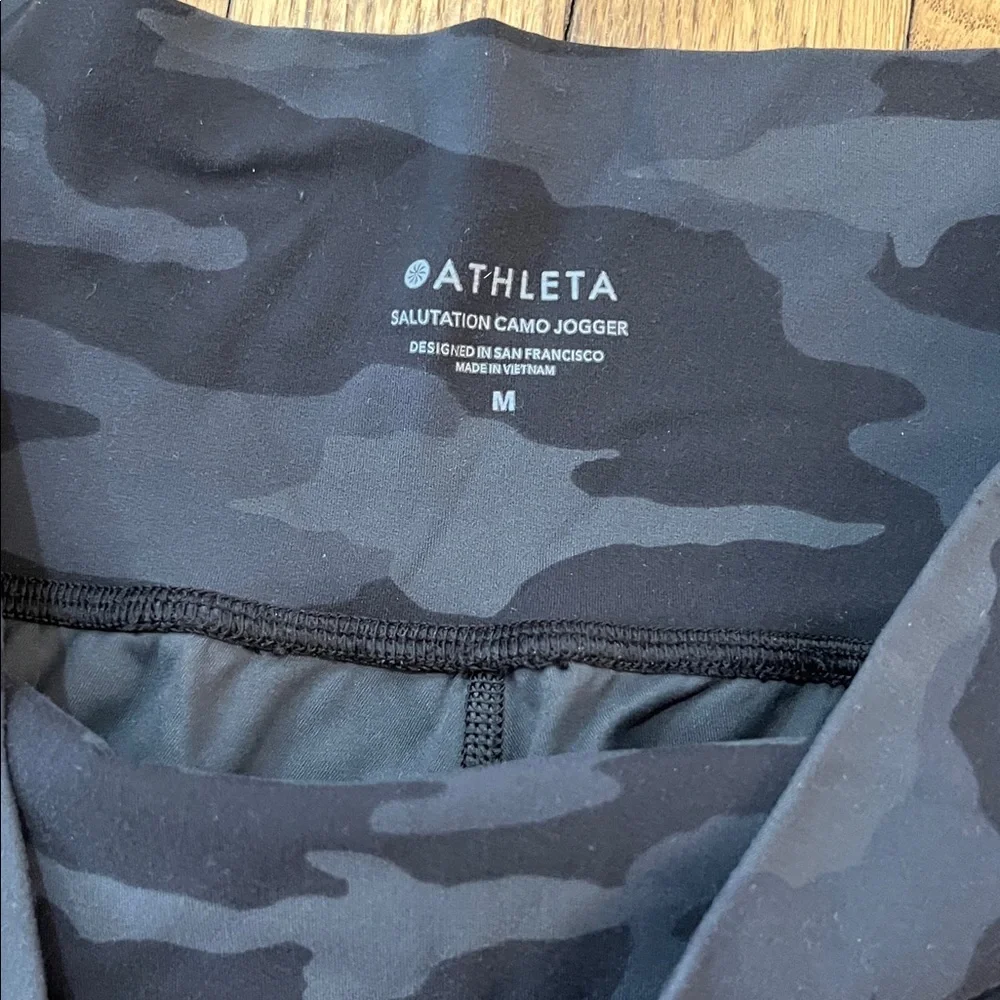 ATHLETA
SALUTATION CAMO JOGGER
DESIGNED IN SAN FRANCISCO
MADE IN VIETNAM
M